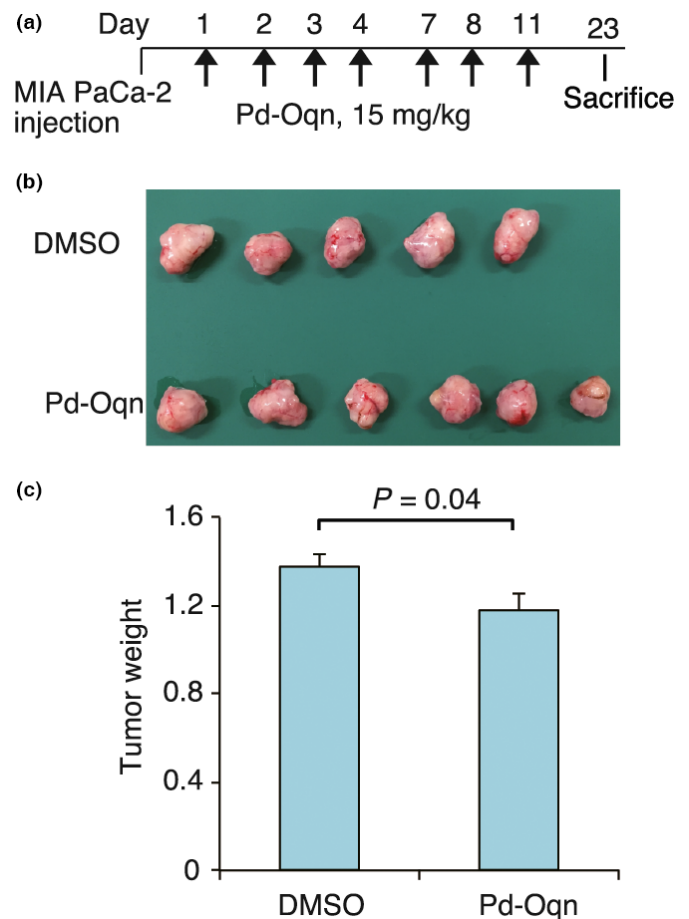 (a)
Day 1 2 3 4 7 8 11 23
MIA PaCa-2
injection
Pd-Oqn, 15 mg/kg
Sacrifice
(b)
DMSO
Pd-Oqn
(c)
P = 0.04
1.6
1.2
0.8
0.4
0
Tumor weight
DMSO Pd-Oqn